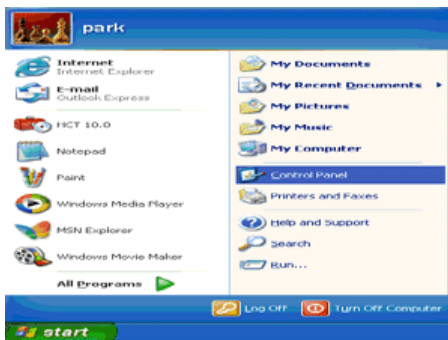 park
Internet
Internet Explorer
E-mail
Outlook Express
HCT 10.0
Notepad
Paint
Windows Media Player
MSN Explorer
Windows Movie Maker
All Programs
My Documents
My Recent Documents
My Pictures
My Music
My Computer
Control Panel
Printers and Faxes
Help and Support
Search
Run...
Log Off
Turn Off Computer
start